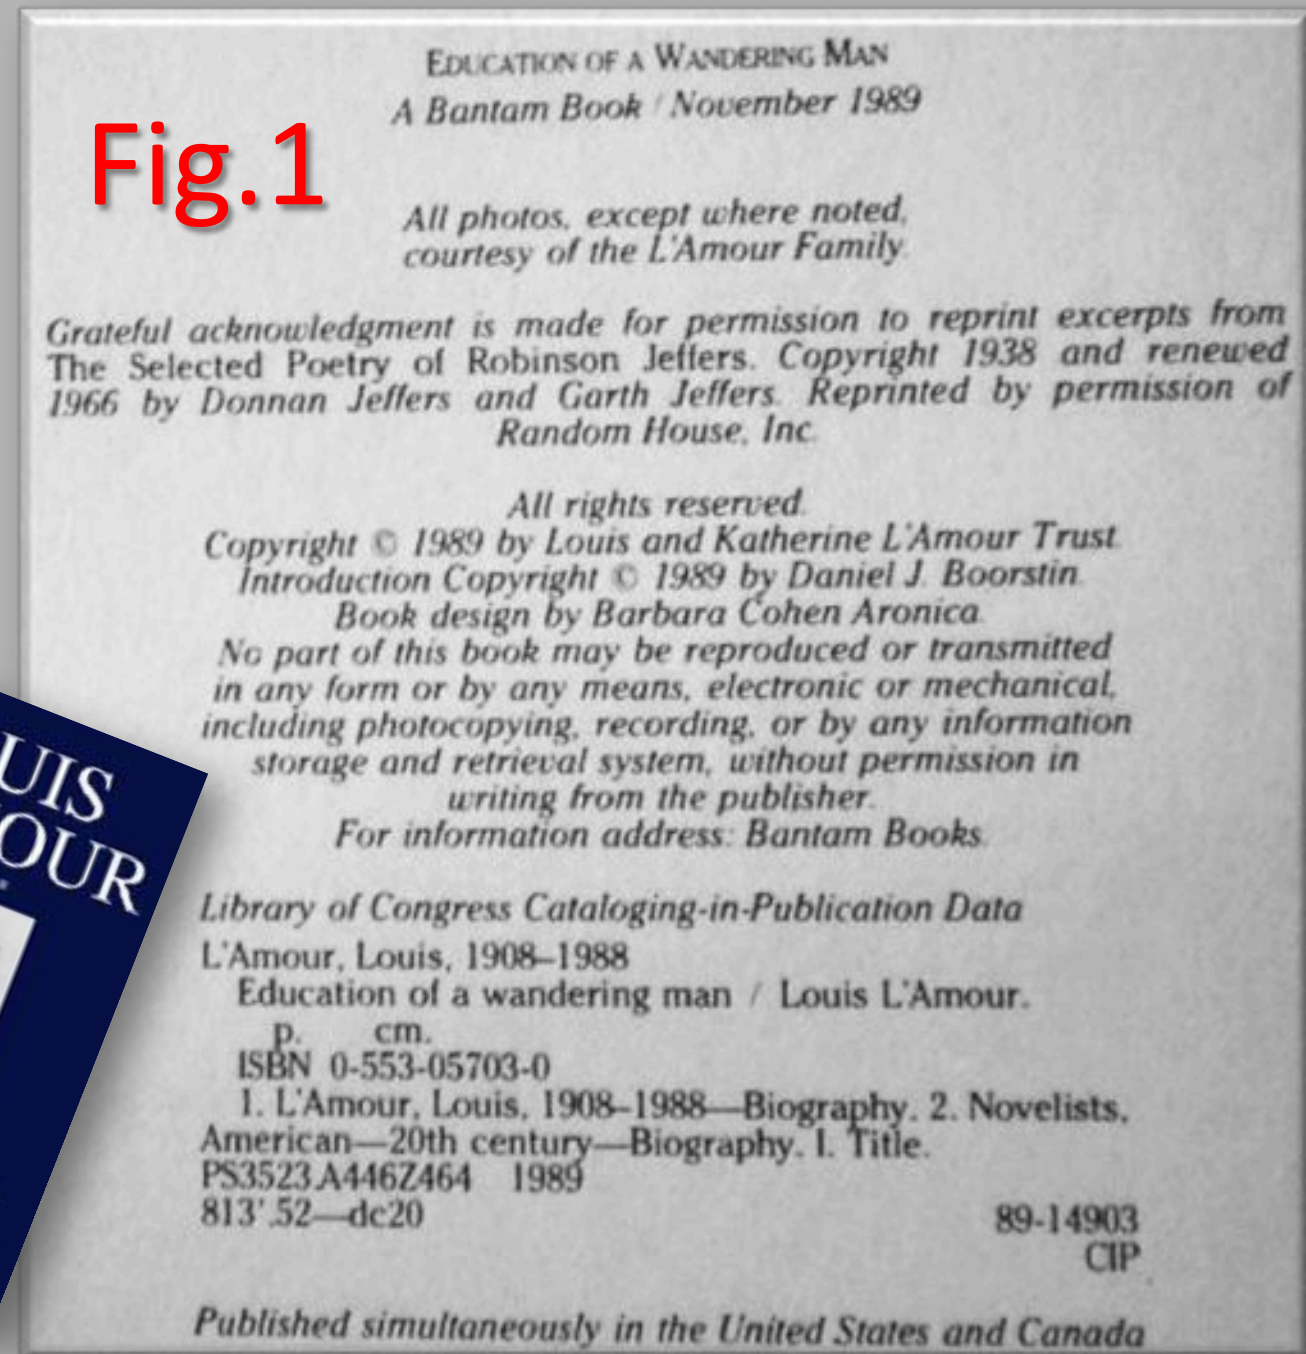 EDUCATION OF A WANDERING MAN
A Bantam Book / November 1989
Fig.1
All photos, except where noted,
courtesy of the L'Amour Family.
Grateful acknowledgment is made for permission to reprint excerpts from
The Selected Poetry of Robinson Jeffers. Copyright 1938 and renewed
1966 by Donnan Jeffers and Garth Jeffers. Reprinted by permission of
Random House, Inc.
All rights reserved.
Copyright © 1989 by Louis and Katherine L'Amour Trust.
Introduction Copyright © 1989 by Daniel J. Boorstin.
Book design by Barbara Cohen Aronica.
No part of this book may be reproduced or transmitted
in any form or by any means, electronic or mechanical,
including photocopying, recording, or by any information
storage and retrieval system, without permission in
writing from the publisher.
For information address: Bantam Books.
UIS
OUR
Library of Congress Cataloging-in-Publication Data
L'Amour, Louis, 1908–1988
Education of a wandering man / Louis L'Amour.
p. cm.
ISBN 0-553-05703-0
1. L'Amour, Louis, 1908–1988—Biography. 2. Novelists,
American—20th century—Biography. I. Title.
PS3523.A446Z464 1989
813'.52—dc20 89-14903
CIP
Published simultaneously in the United States and Canada